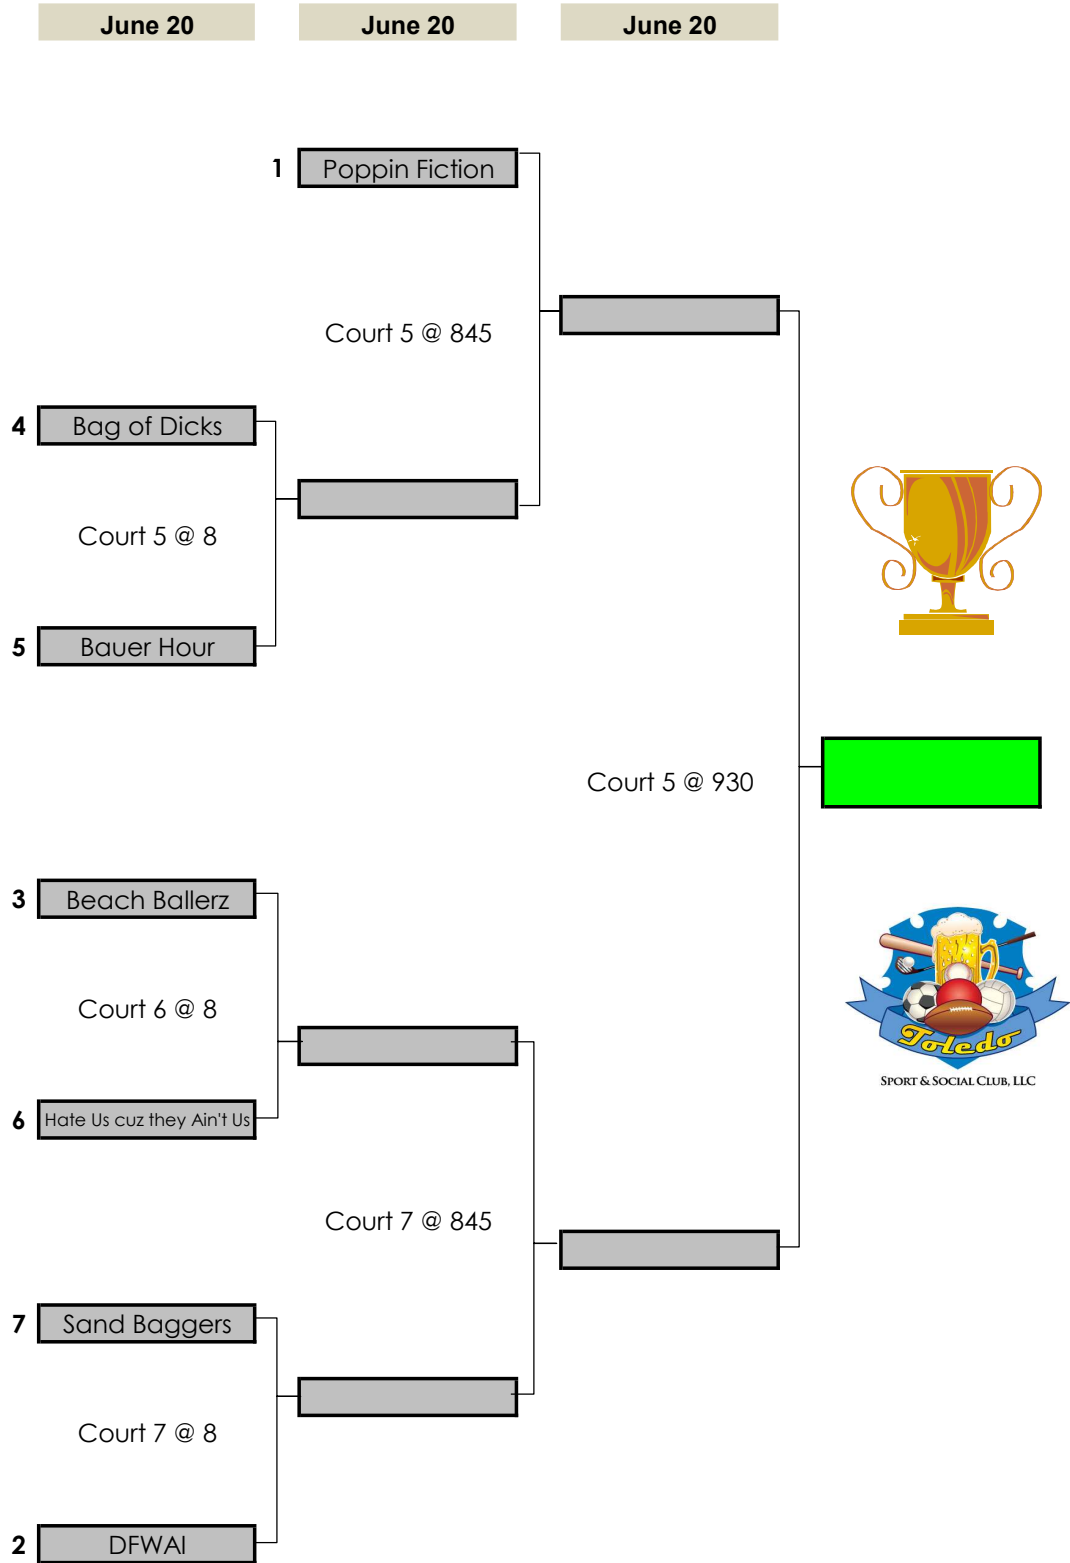 June 20 June 20 June 20
1 Poppin Fiction
Court 5 @ 845
4 Bag of Dicks
Court 5 @ 8
5 Bauer Hour
Court 5 @ 930
3 Beach Ballerz
Court 6 @ 8
6 Hate Us cuz they Ain't Us
Court 7 @ 845
7 Sand Baggers
Court 7 @ 8
2 DFWAI
Toledo
SPORT & SOCIAL CLUB, LLC